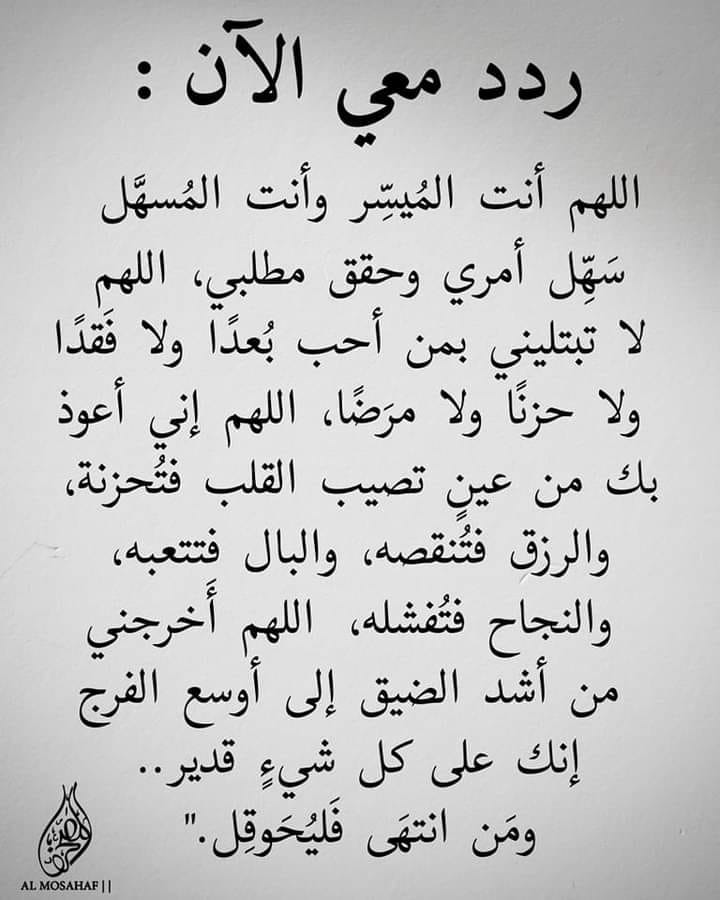 ردد معي الآن :
اللهم أنت المُيسِّر وأنت المُسهَّل
سَهِّل أمري وحقق مطلبي، اللهم
لا تبتليني بمن أحب بُعدًا ولا فَقدًا
ولا حزنًا ولا مرَضًا، اللهم إني أعوذ
بك من عينٍ تصيب القلب فتُحزنة،
والرزق فتُنقصه، والبال فتتعبه،
والنجاح فتُفشله، اللهم أَخرجني
من أشد الضيق إلى أوسع الفرج
إنك على كل شيءٍ قدير..
ومَن انتهَى فَليُحَوقِل."
AL MOSAHAF ||